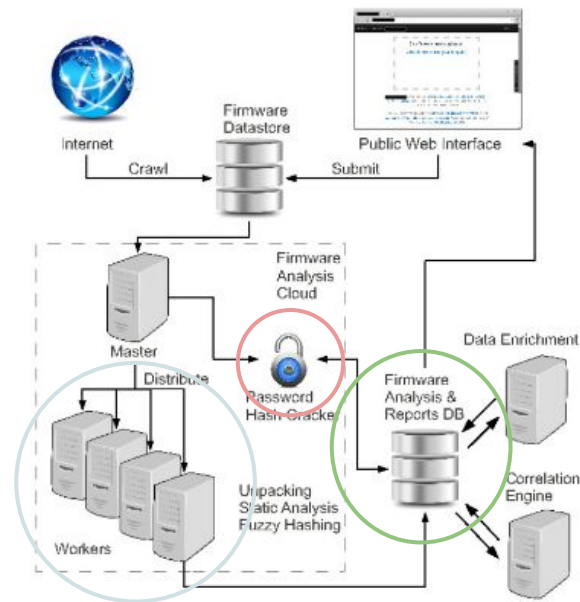 Internet
Firmware
Datastore
Public Web Interface
Crawl
Submit
Firmware
Analysis
Cloud
Master
Distribute
Password
Hash Cracker
Firmware
Analysis &
Reports DB
Data Enrichment
Correlation
Engine
Unpacking
Static Analysis
Fuzzy Hashing
Workers